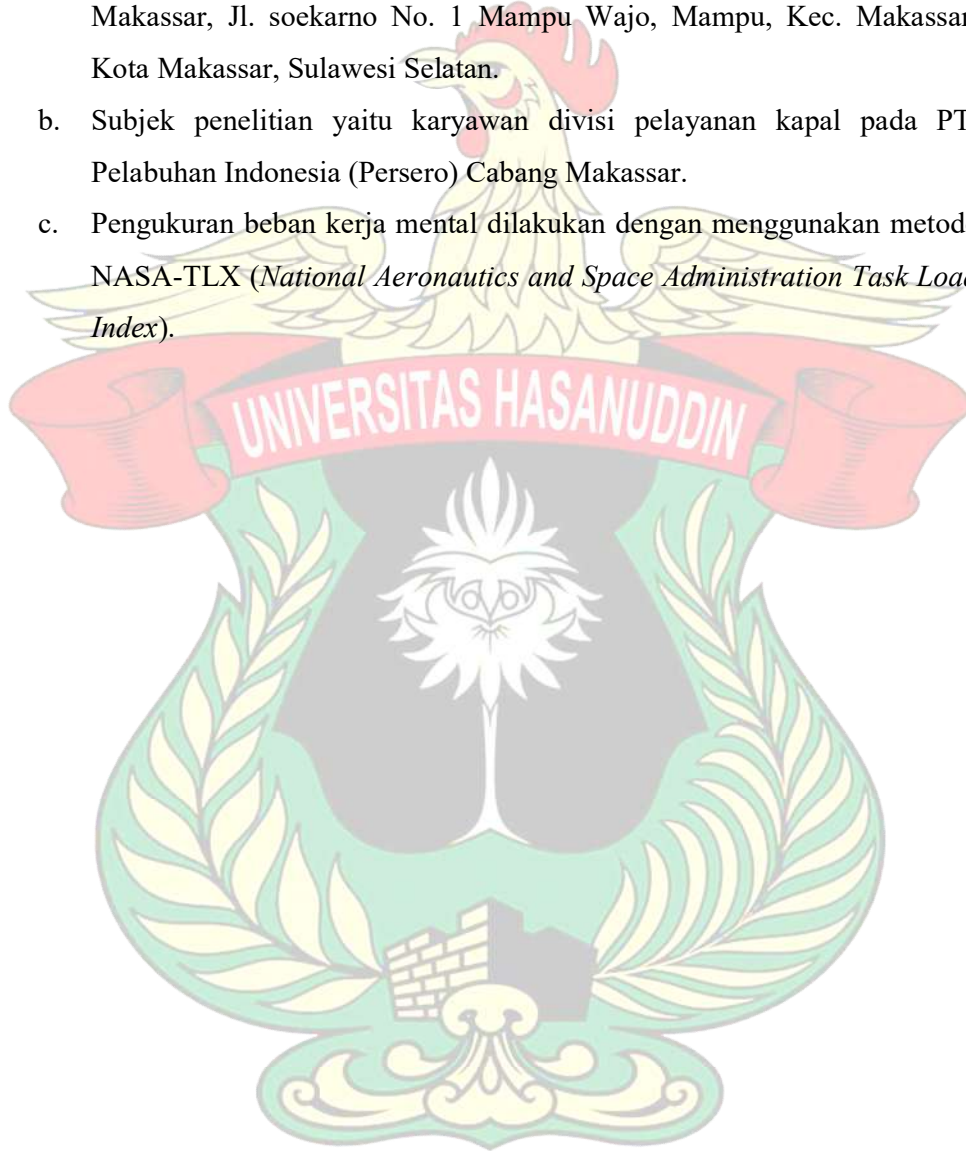 Makassar, Jl. soekarno No. 1 Mampu Wajo, Mampu, Kec. Makassar
Kota Makassar, Sulawesi Selatan.
b. Subjek penelitian yaitu karyawan divisi pelayanan kapal pada PT
Pelabuhan Indonesia (Persero) Cabang Makassar.
c. Pengukuran beban kerja mental dilakukan dengan menggunakan metod
NASA-TLX (National Aeronautics and Space Administration Task Load
Index).
UNIVERSITAS HASANUDDIN